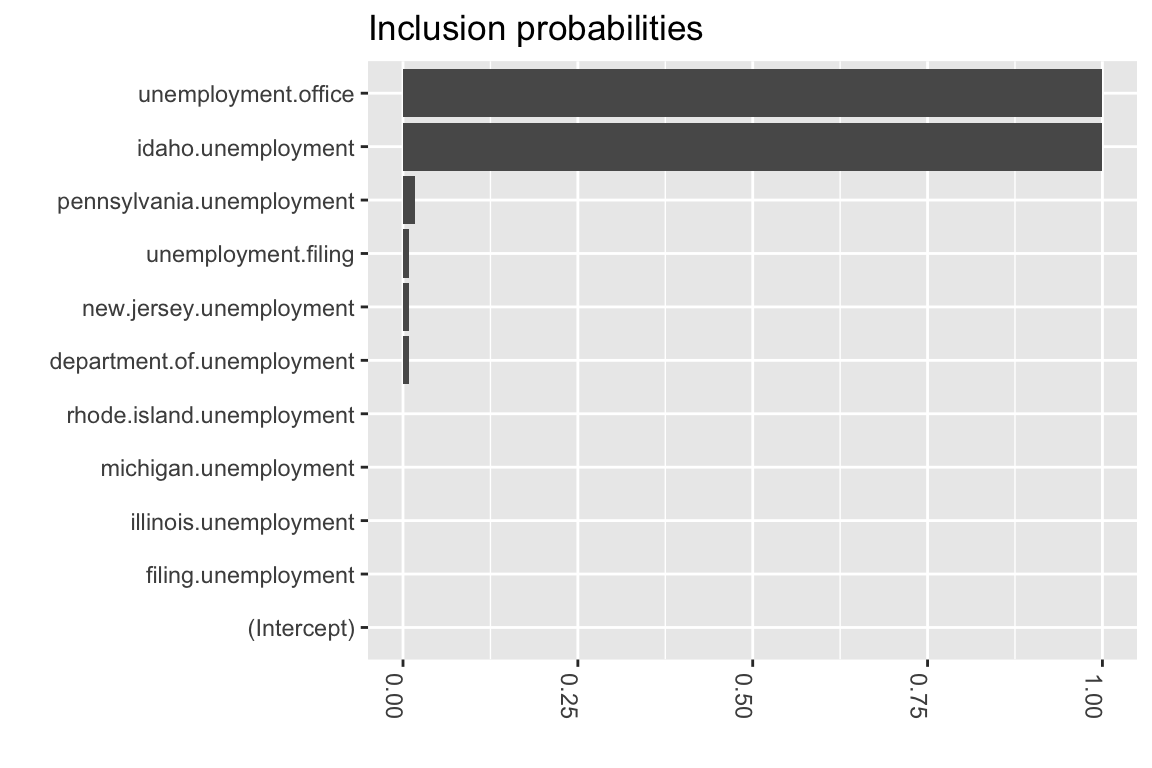 Inclusion probabilities
unemployment.office
idaho.unemployment
pennsylvania.unemployment
unemployment.filing
new.jersey.unemployment
department.of.unemployment
rhode.island.unemployment
michigan.unemployment
illinois.unemployment
filing.unemployment
(Intercept)
0.00
0.25
0.50
0.75
1.00